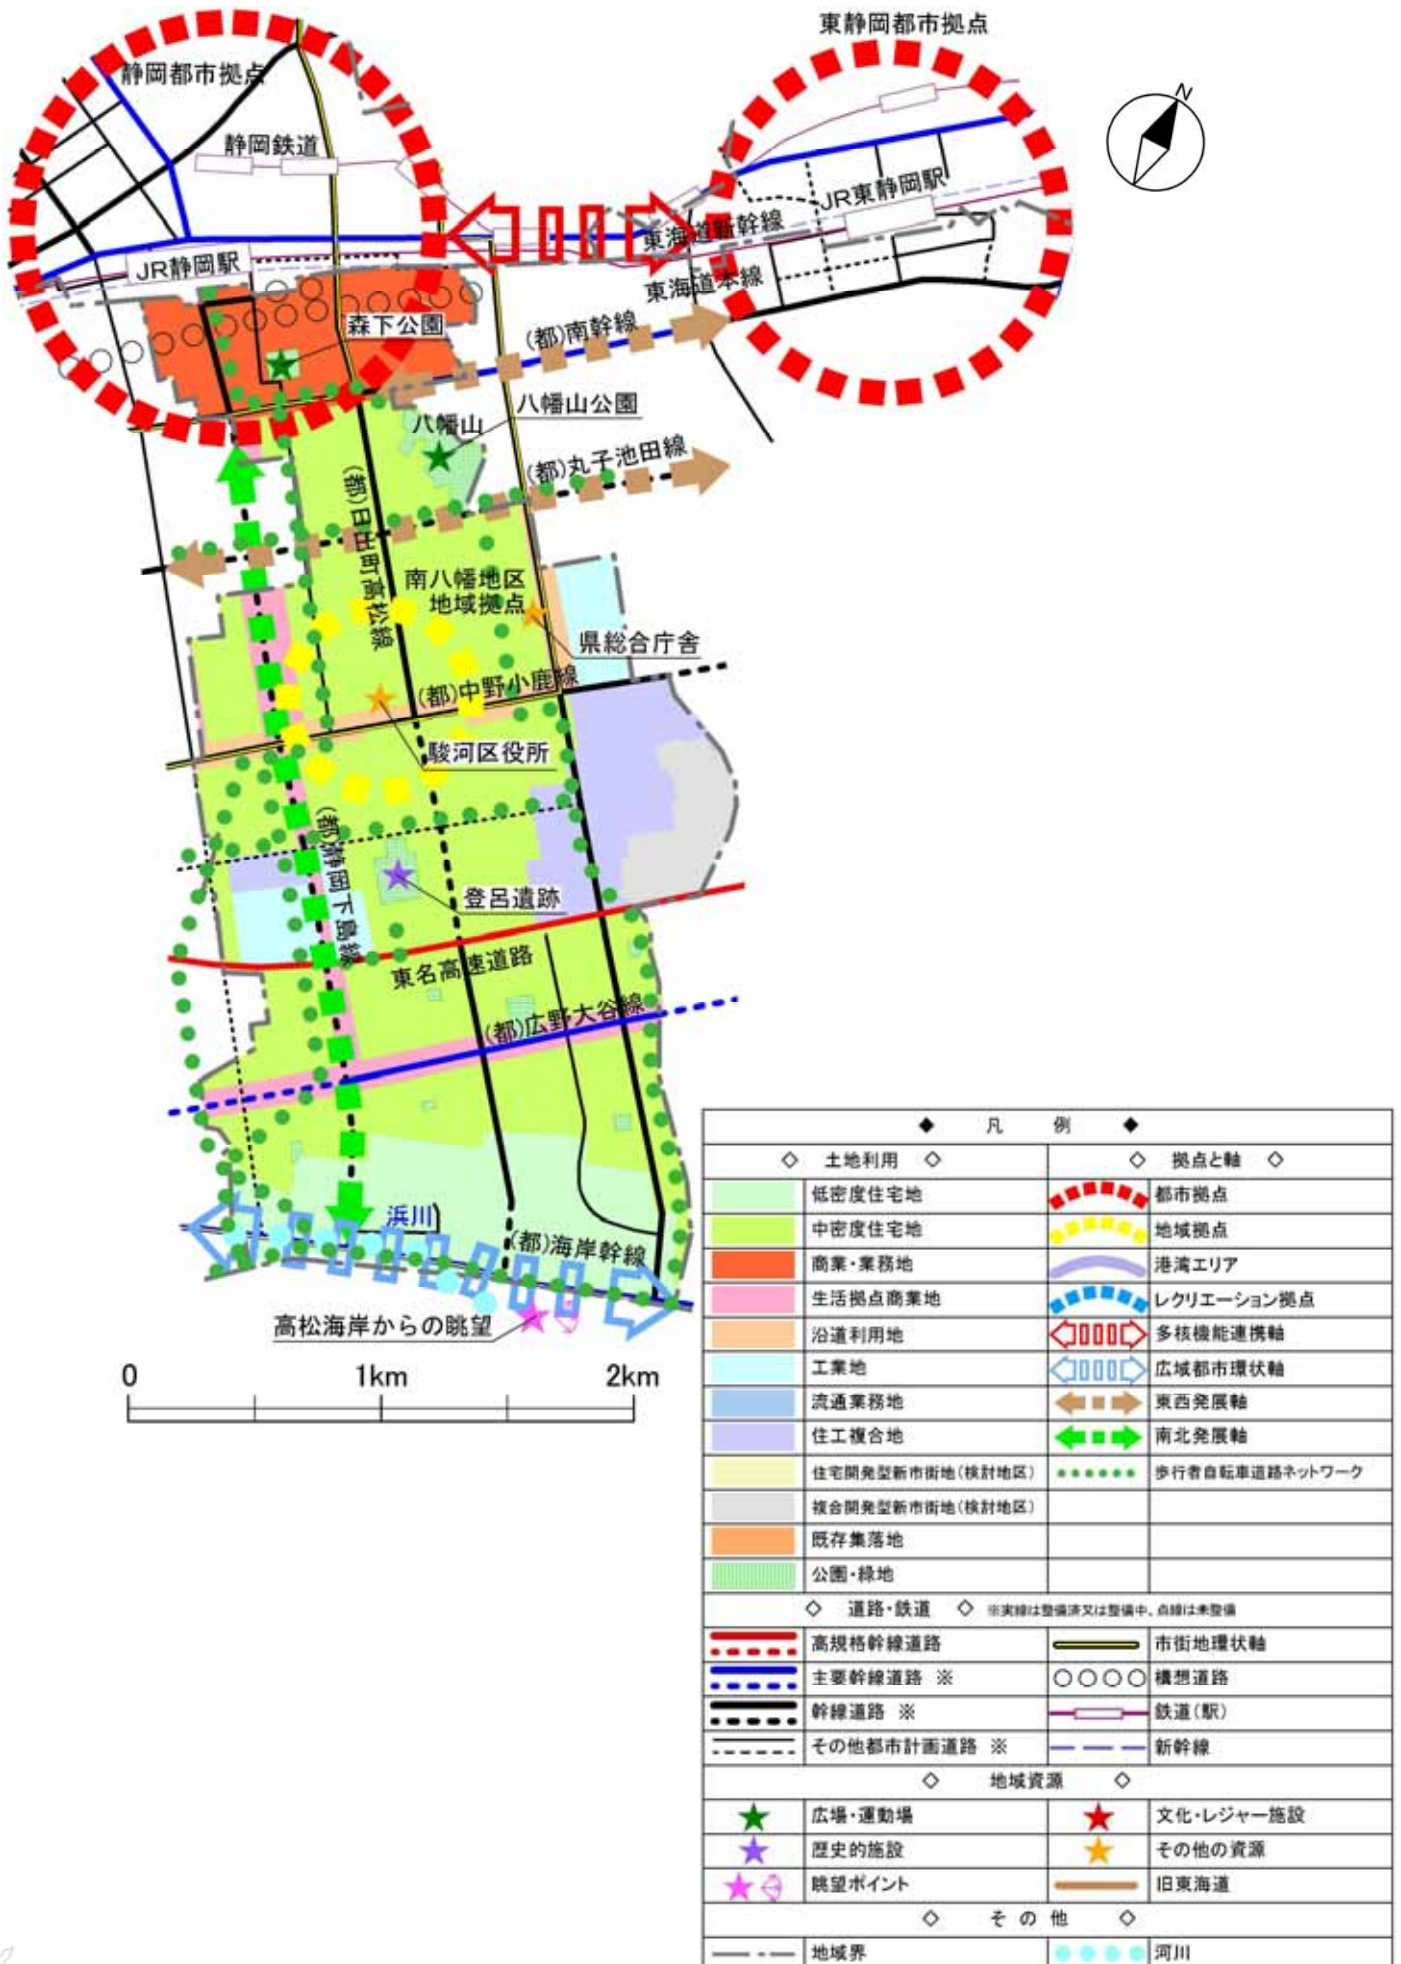 東静岡都市拠点
静岡都市拠点
N
静岡鉄道
JR東静岡駅
東海道新幹線
JR静岡駅
東海道本線
森下公園
(都)南幹線
八幡山公園
八幡山
(都)丸子池田線
(都)日出町高松線
南八幡地区
地域拠点
県総合庁舎
(都)中野小鹿線
駿河区役所
(都)静岡下島線
登呂遺跡
東名高速道路
(都)広野大谷線
浜川
(都)海岸幹線
高松海岸からの眺望
0 1km 2km
◆ 凡 例 ◆
◇ 土地利用 ◇ ◇ 拠点と軸 ◇
低密度住宅地 都市拠点
中密度住宅地 地域拠点
商業・業務地 港湾エリア
生活拠点商業地 レクリエーション拠点
沿道利用地 多核機能連携軸
工業地 広域都市環状軸
流通業務地 東西発展軸
住工複合地 南北発展軸
住宅開発型新市街地(検討地区) 歩行者自転車道路ネットワーク
複合開発型新市街地(検討地区)
既存集落地
公園・緑地
◇ 道路・鉄道 ◇ ※実線は整備済又は整備中、点線は未整備
高規格幹線道路 市街地環状軸
主要幹線道路 ※ 構想道路
幹線道路 ※ 鉄道(駅)
その他都市計画道路 ※ 新幹線
◇ 地域資源 ◇
広場・運動場 文化・レジャー施設
歴史的施設 その他の資源
眺望ポイント 旧東海道
◇ その他 ◇
地域界 河川